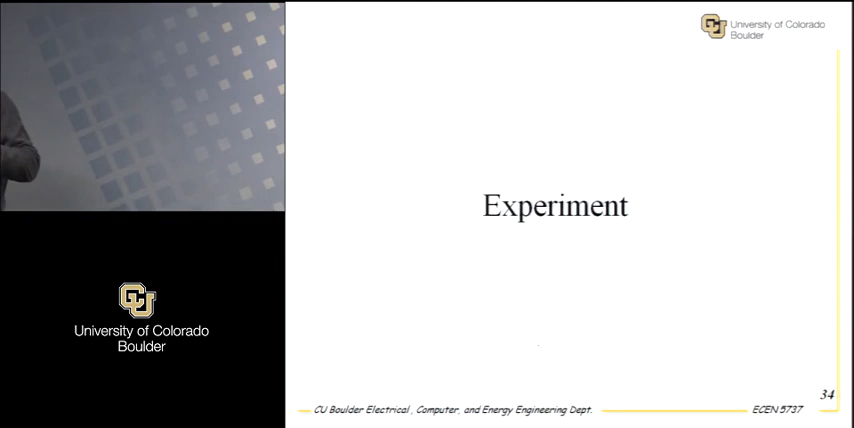 University of Colorado
Boulder
Experiment
University of Colorado
Boulder
34
CU Boulder Electrical, Computer, and Energy Engineering Dept.
ECEN 5737